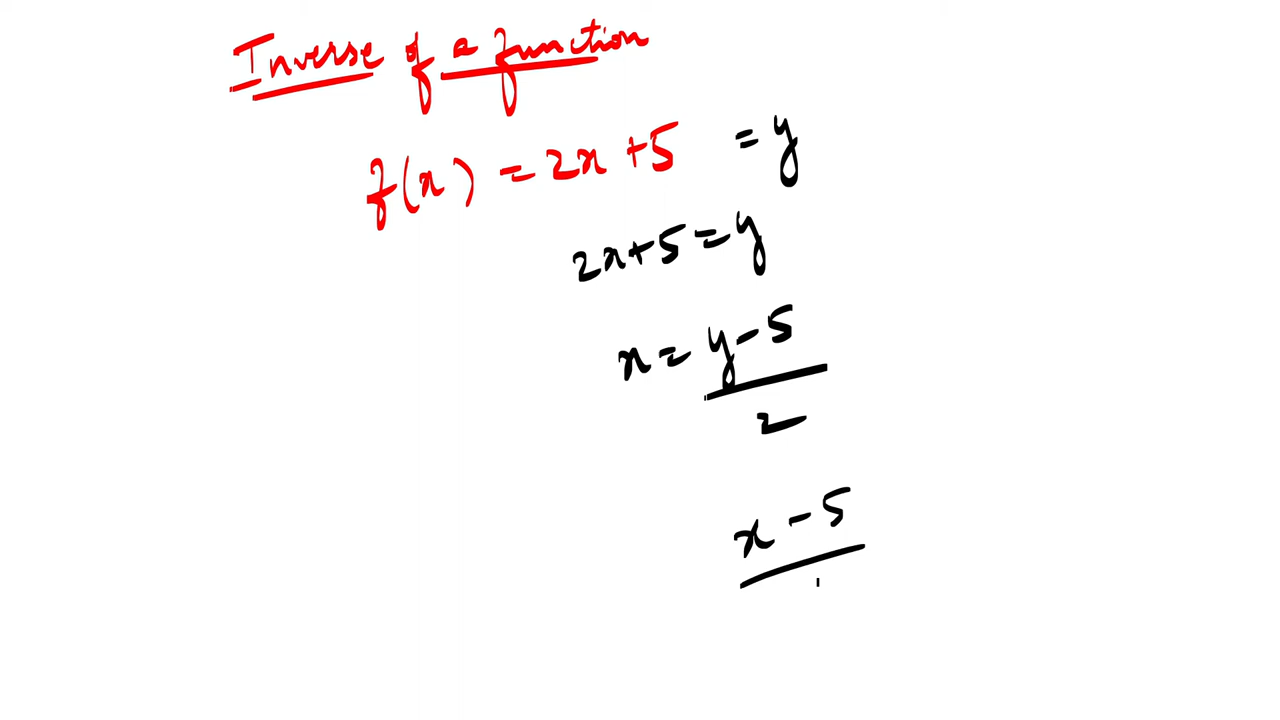 Inverse of a function
f(x) = 2x + 5 = y
2x + 5 = y
x = y - 5
2
x - 5